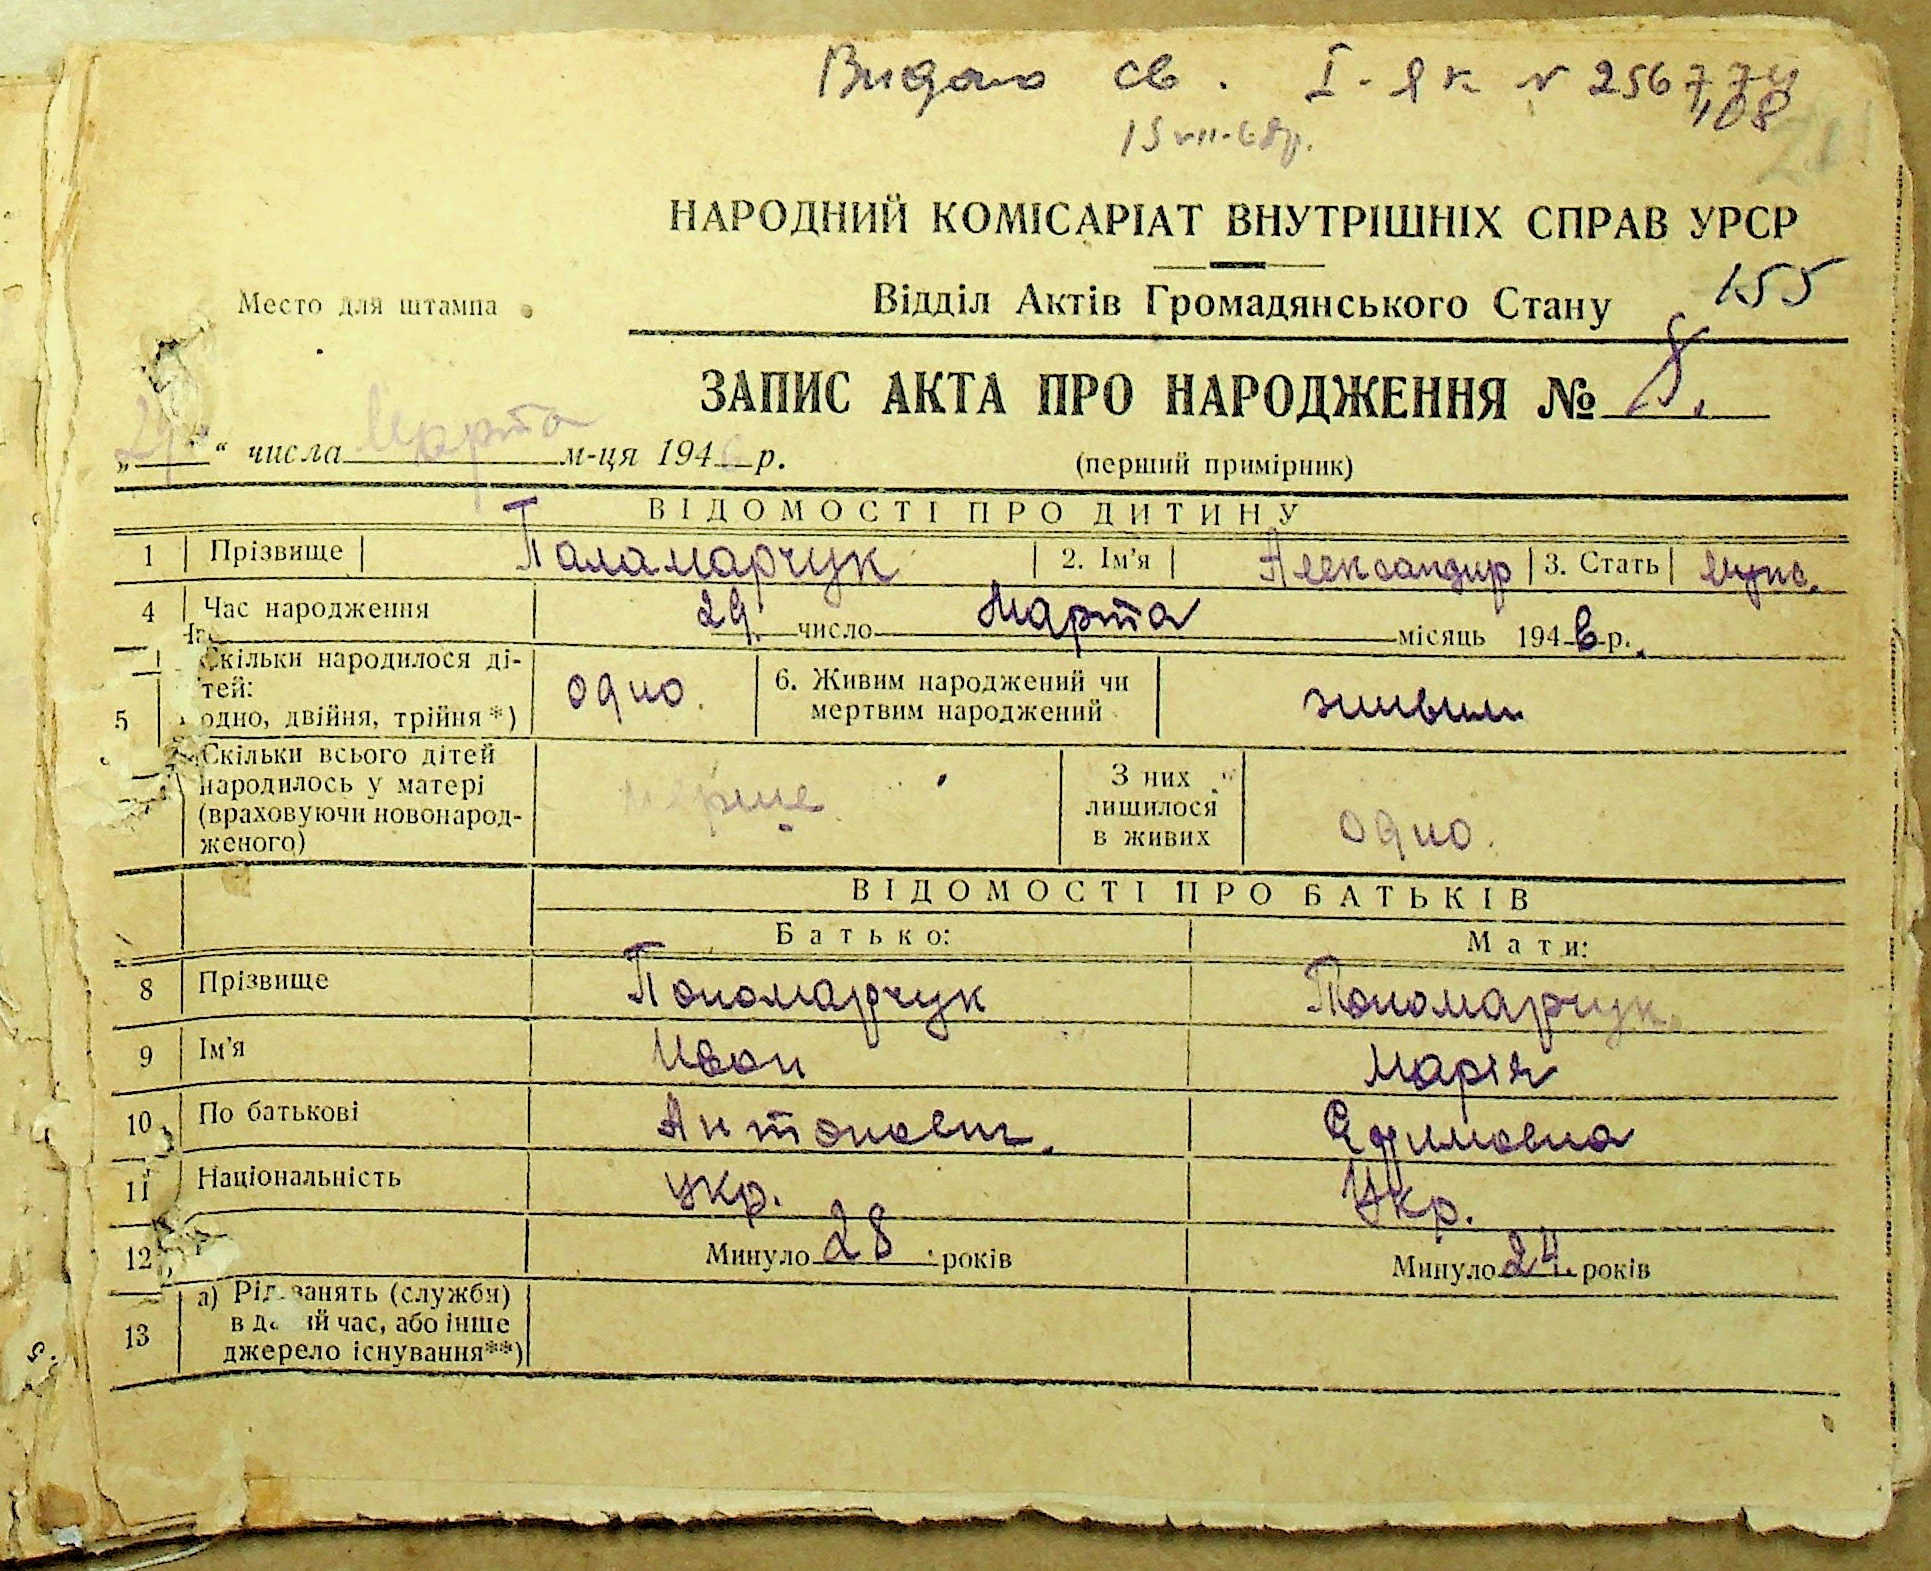 Видано св. I-ЯК № 256774
408
15 VII-68р.
НАРОДНИЙ КОМІСАРІАТ ВНУТРІШНІХ СПРАВ УРСР
155
Место для штампа
Відділ Актів Громадянського Стану
ЗАПИС АКТА ПРО НАРОДЖЕННЯ № 8.
„29“ числа Марта м-ця 1946 р.
(перший примірник)
ВІДОМОСТІ ПРО ДИТИНУ
1 Прізвище Паламарчук 2. Ім’я Александир 3. Стать муж.
4 Час народження 29. число Марта місяць 1946 р.
5 Скільки народилося дітей: одно, двійня, трійня*) одно. 6. Живим народжений чи мертвим народжений живим
Скільки всього дітей народилось у матері (враховуючи новонародженого) перше З них лишилося в живих одно.
ВІДОМОСТІ ПРО БАТЬКІВ
Батько: Мати:
8 Прізвище Пономарчук Пономарчук.
9 Ім’я Иван Марія
10 По батькові Антонович. Ефимовна
11 Національність укр. Укр.
12 Минуло 28 років Минуло 24 років
13 а) Рід занять (служби) в даний час, або інше джерело існування**)